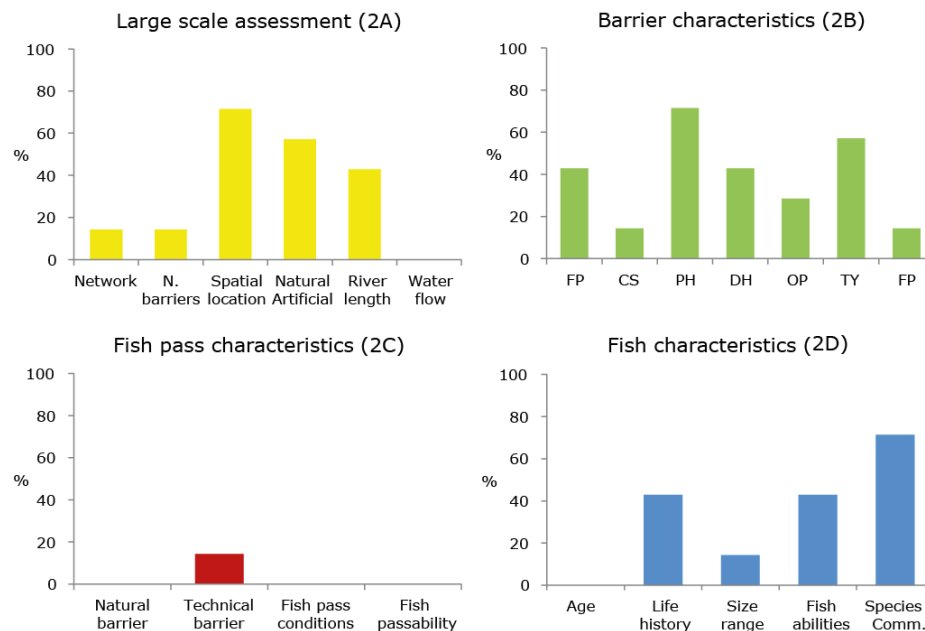 Large scale assessment (2A)
100
80
60
%
40
20
0
Network
N.
barriers
Spatial
location
Natural
Artificial
River
length
Water
flow
Barrier characteristics (2B)
100
80
60
%
40
20
0
FP
CS
PH
DH
OP
TY
FP
Fish pass characteristics (2C)
100
80
60
%
40
20
0
Natural
barrier
Technical
barrier
Fish pass
conditions
Fish
passability
Fish characteristics (2D)
100
80
60
%
40
20
0
Age
Life
history
Size
range
Fish
abilities
Species
Comm.